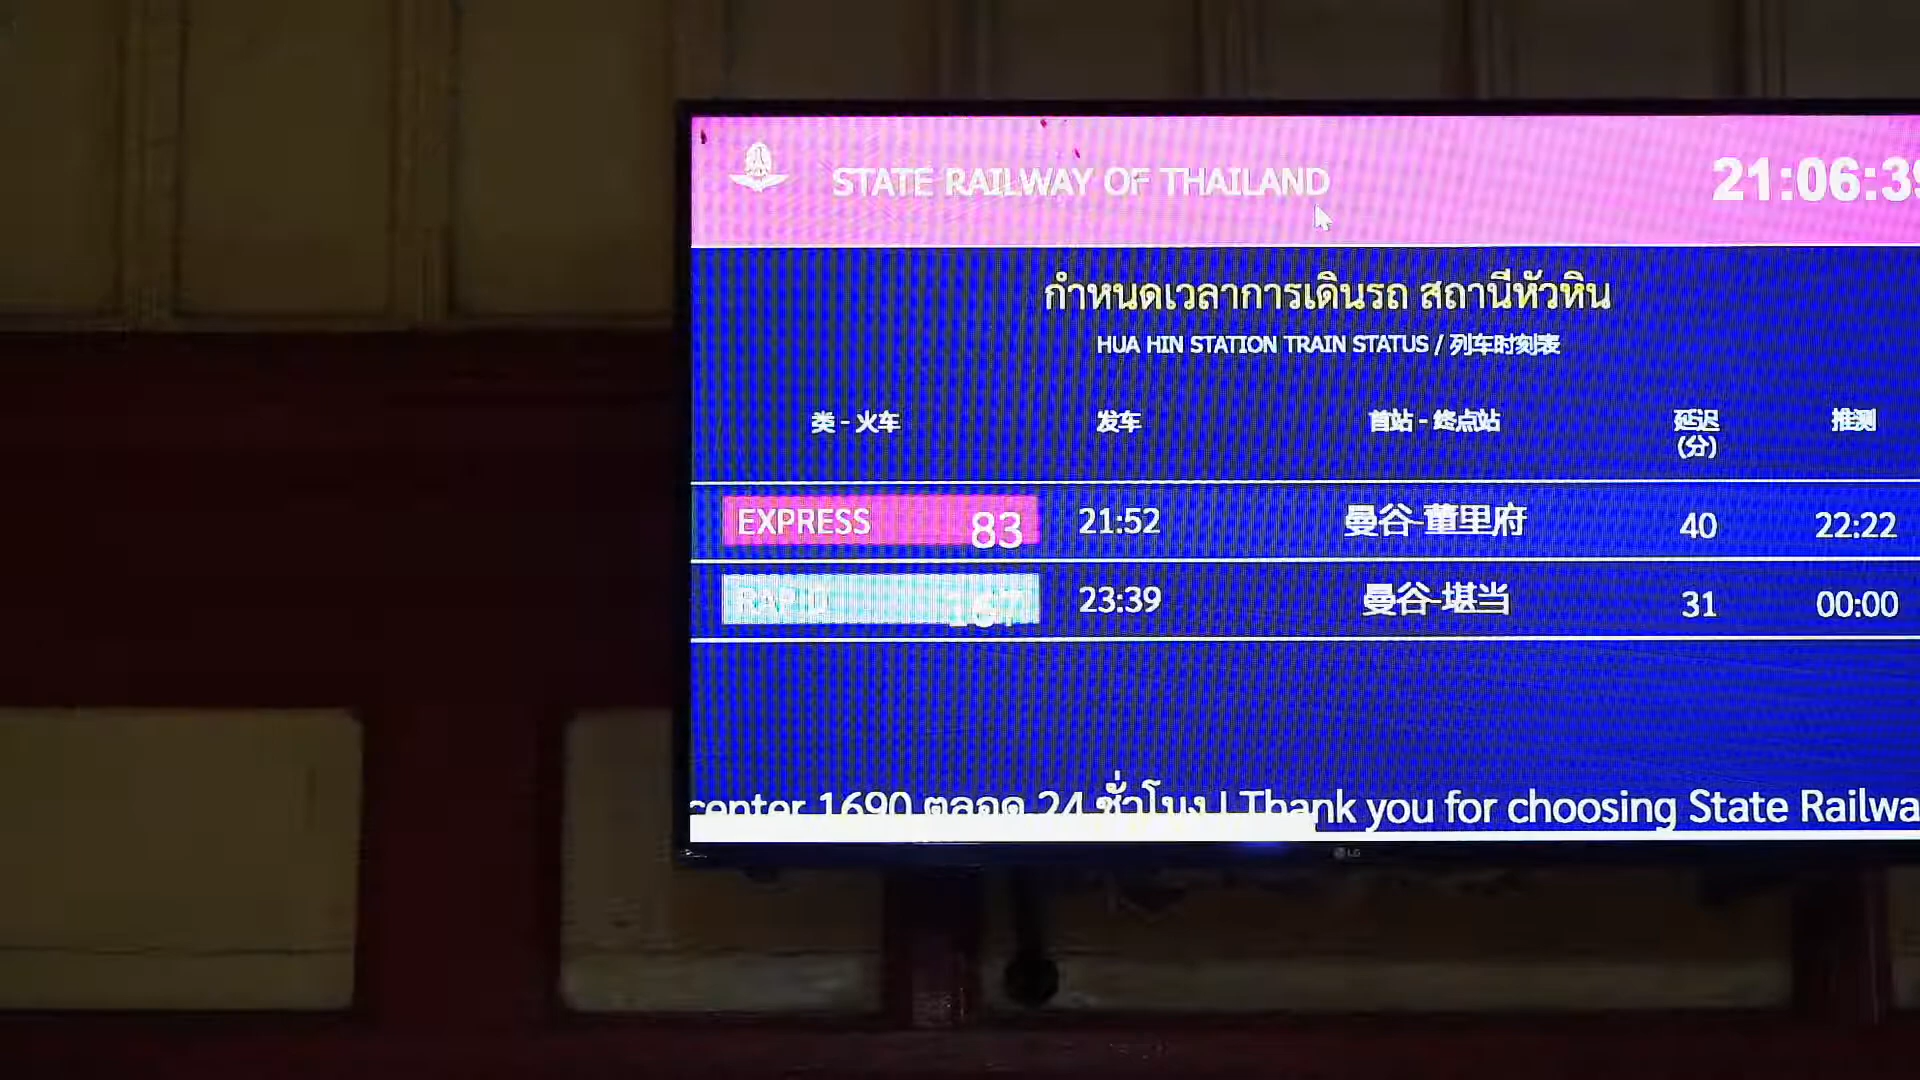 STATE RAILWAY OF THAILAND
21:06:39
กำหนดเวลาการเดินรถ สถานีหัวหิน
HUA HIN STATION TRAIN STATUS / 列车时刻表
类 - 火车 发车 首站 - 终点站 延迟 (分) 推测
EXPRESS 83 21:52 曼谷-董里府 40 22:22
RAPID 167 23:39 曼谷-堪当 31 00:00
center 1690 ตลอด 24 ชั่วโมง | Thank you for choosing State Railwa
LG